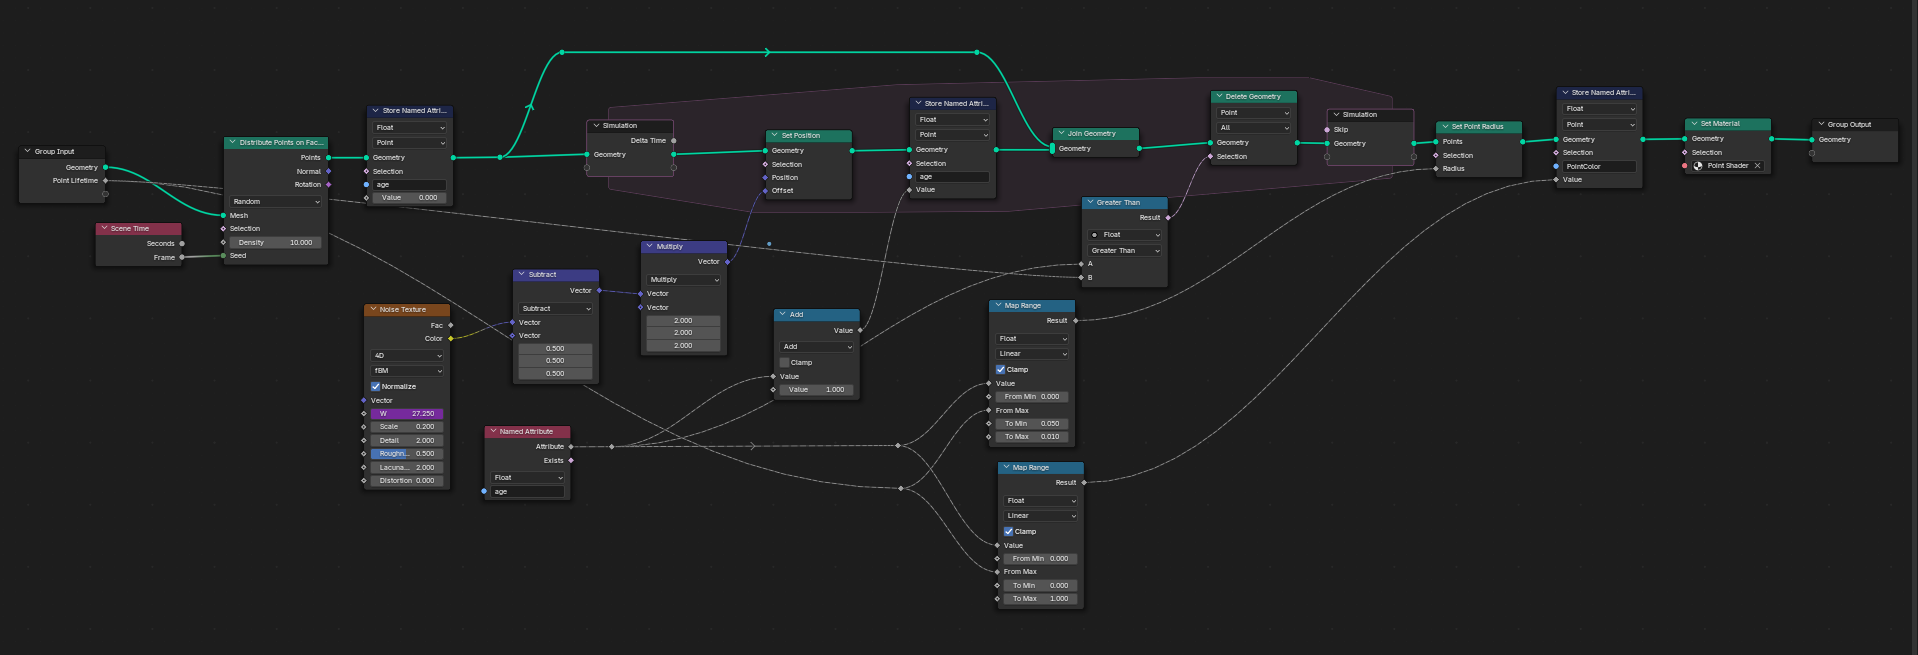 Group Input
Geometry
Point Lifetime
Scene Time
Seconds
Frame
Distribute Points on Fac...
Points
Normal
Rotation
Random
Mesh
Selection
Density 10.000
Seed
Store Named Attri...
Float
Point
Geometry
Selection
age
Value 0.000
Noise Texture
Fac
Color
4D
fBM
Normalize
Vector
W 27.250
Scale 0.200
Detail 2.000
Roughn... 0.500
Lacuna... 2.000
Distortion 0.000
Named Attribute
Attribute
Exists
Float
age
Subtract
Vector
Subtract
Vector
Vector
0.500
0.500
0.500
Simulation
Delta Time
Geometry
Multiply
Vector
Multiply
Vector
Vector
2.000
2.000
2.000
Set Position
Geometry
Selection
Position
Offset
Add
Value
Add
Clamp
Value
Value 1.000
Store Named Attri...
Float
Point
Geometry
Selection
age
Value
Join Geometry
Geometry
Greater Than
Result
Float
Greater Than
A
B
Map Range
Result
Float
Linear
Clamp
Value
From Min 0.000
From Max
To Min 0.050
To Max 0.010
Map Range
Result
Float
Linear
Clamp
Value
From Min 0.000
From Max
To Min 0.000
To Max 1.000
Delete Geometry
Point
All
Geometry
Selection
Simulation
Skip
Geometry
Set Point Radius
Points
Selection
Radius
Store Named Attri...
Float
Point
Geometry
Selection
PointColor
Value
Set Material
Geometry
Selection
Point Shader
Group Output
Geometry